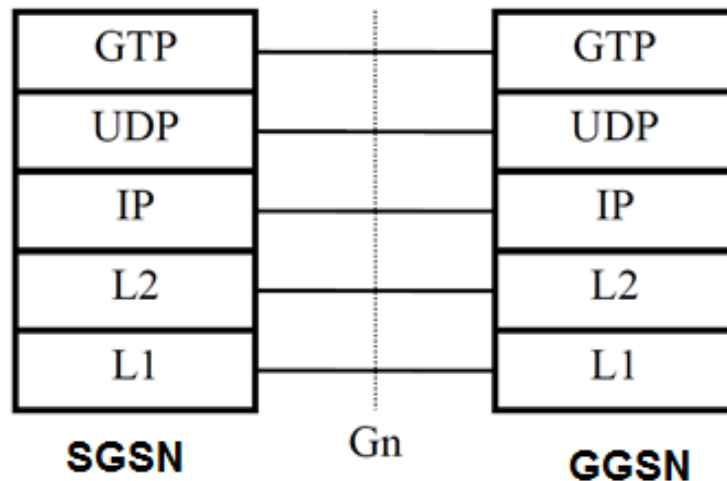 GTP GTP
UDP UDP
IP IP
L2 L2
L1 L1
SGSN Gn GGSN